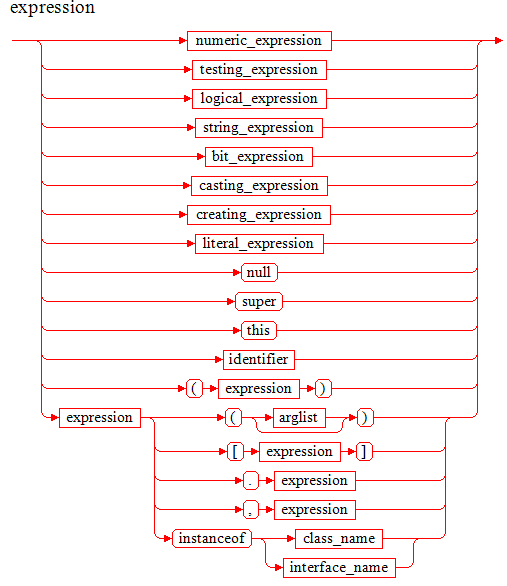 expression
numeric_expression
testing_expression
logical_expression
string_expression
bit_expression
casting_expression
creating_expression
literal_expression
null
super
this
identifier
( expression )
expression ( arglist )
[ expression ]
. expression
, expression
instanceof class_name
interface_name